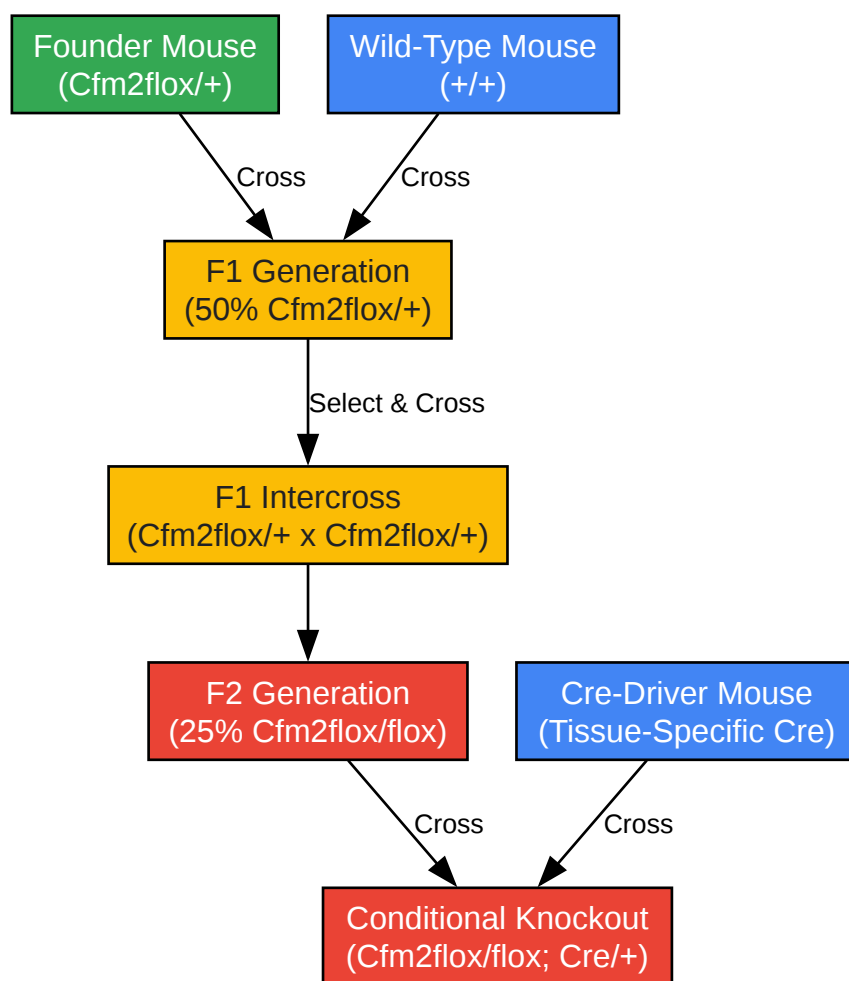 Founder Mouse
(Cfm2flox/+)
Wild-Type Mouse
(+/+)
Cross
Cross
F1 Generation
(50% Cfm2flox/+)
Select & Cross
F1 Intercross
(Cfm2flox/+ x Cfm2flox/+)
F2 Generation
(25% Cfm2flox/flox)
Cre-Driver Mouse
(Tissue-Specific Cre)
Cross
Cross
Conditional Knockout
(Cfm2flox/flox; Cre/+)